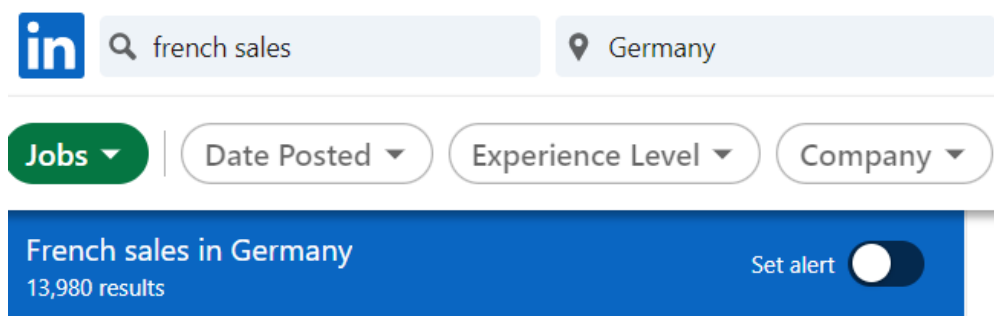 in french sales Germany
Jobs Date Posted Experience Level Company
French sales in Germany
13,980 results
Set alert